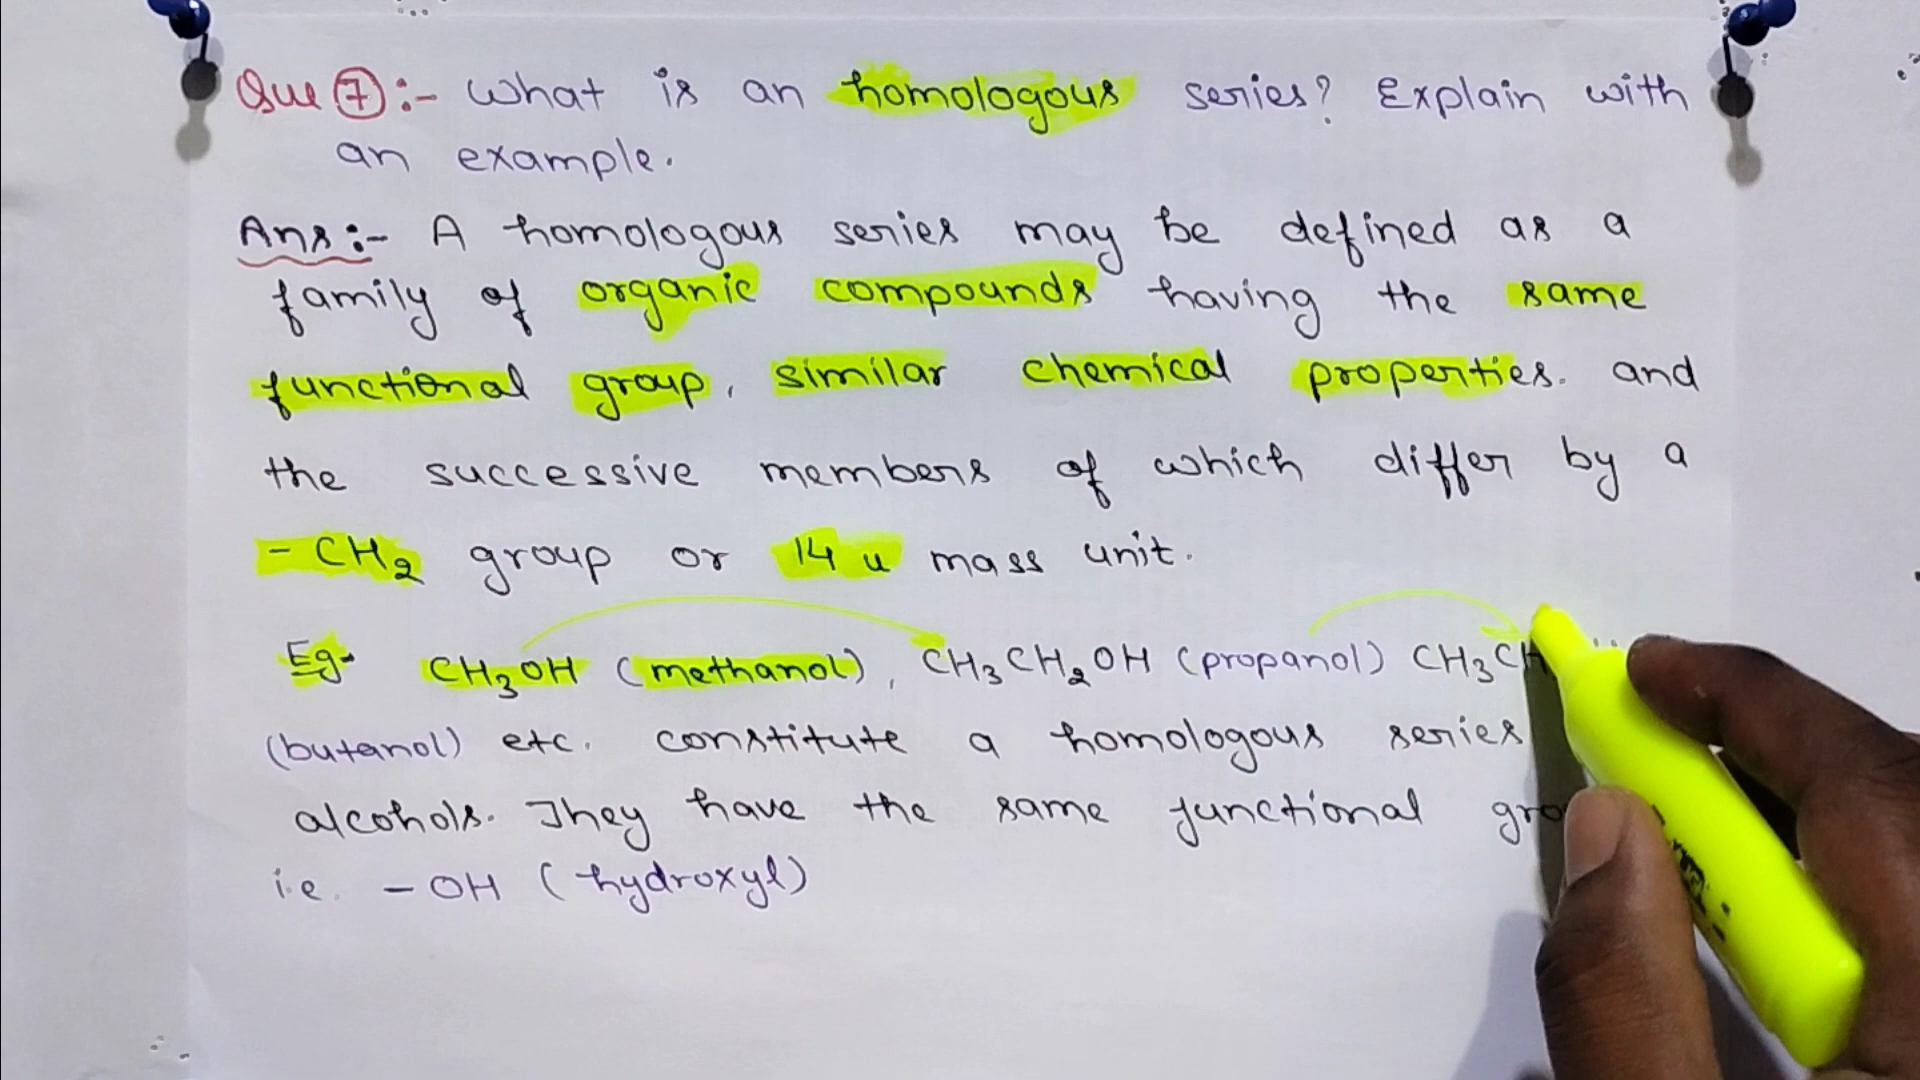 Que 7:- What is an homologous series? Explain with
an example.
Ans:- A homologous series may be defined as a
family of organic compounds having the same
functional group, similar chemical properties. and
the successive members of which differ by a
-CH₂ group or 14 u mass unit.
Eg- CH₃OH (methanol), CH₃CH₂OH (propanol) CH₃CH
(butanol) etc. constitute a homologous series
alcohols. They have the same functional gro
i.e. -OH (hydroxyl)